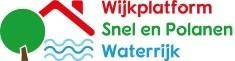 Wijkplatform
Snel en Polanen
Waterrijk